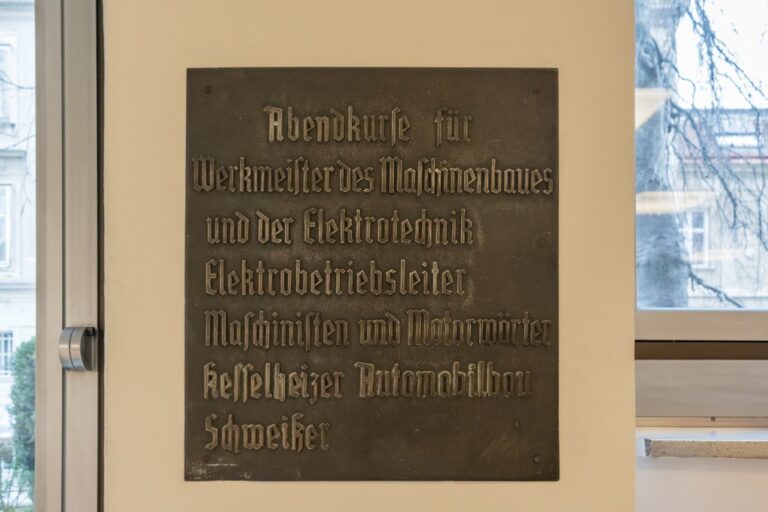 Abendkurse für
Werkmeister des Maschinenbaues
und der Elektrotechnik
Elektrobetriebsleiter
Maschinisten und Motorwärter
Kesselheizer Automobilbau
Schweißer